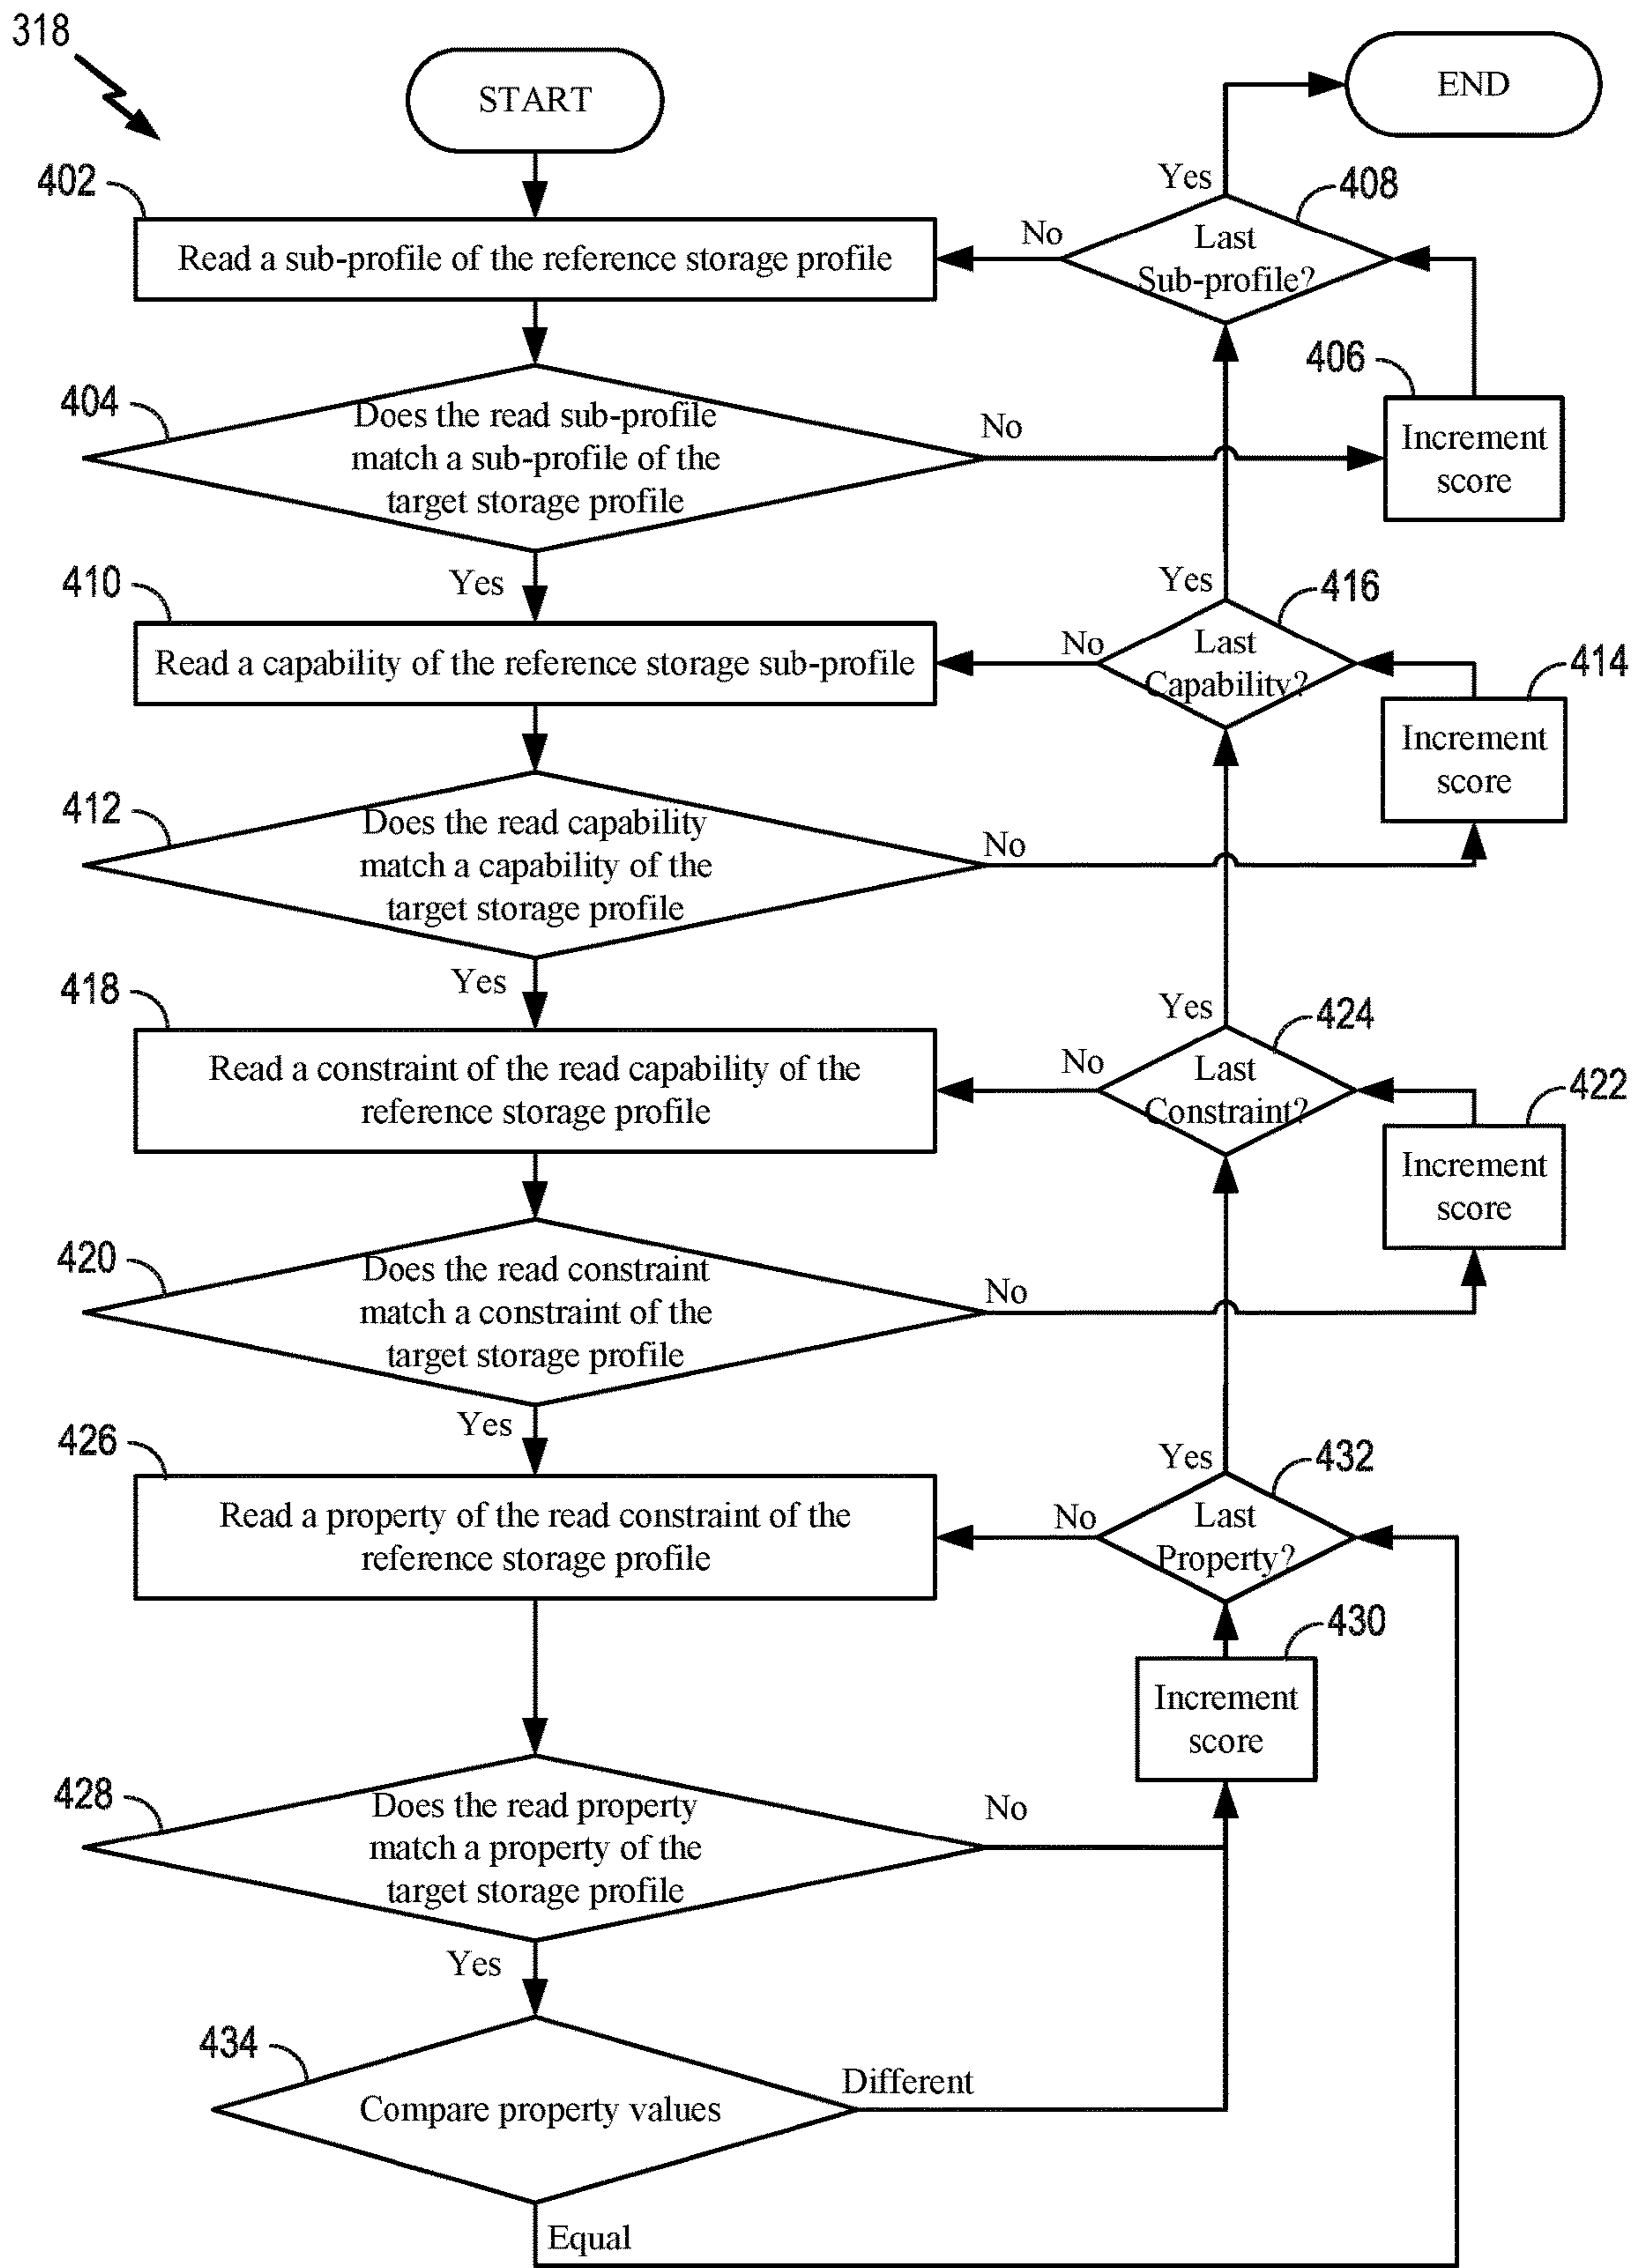 318
START
END
402
Yes
408
Read a sub-profile of the reference storage profile
No
Last
Sub-profile?
404
Does the read sub-profile
match a sub-profile of the
target storage profile
No
406
Increment
score
Yes
410
Read a capability of the reference storage sub-profile
No
Yes
416
Last
Capability?
414
Increment
score
412
Does the read capability
match a capability of the
target storage profile
No
Yes
418
Read a constraint of the read capability of the
reference storage profile
No
Yes
424
Last
Constraint?
422
Increment
score
420
Does the read constraint
match a constraint of the
target storage profile
No
Yes
426
Read a property of the read constraint of the
reference storage profile
No
Yes
432
Last
Property?
430
Increment
score
428
Does the read property
match a property of the
target storage profile
No
Yes
434
Compare property values
Different
Equal